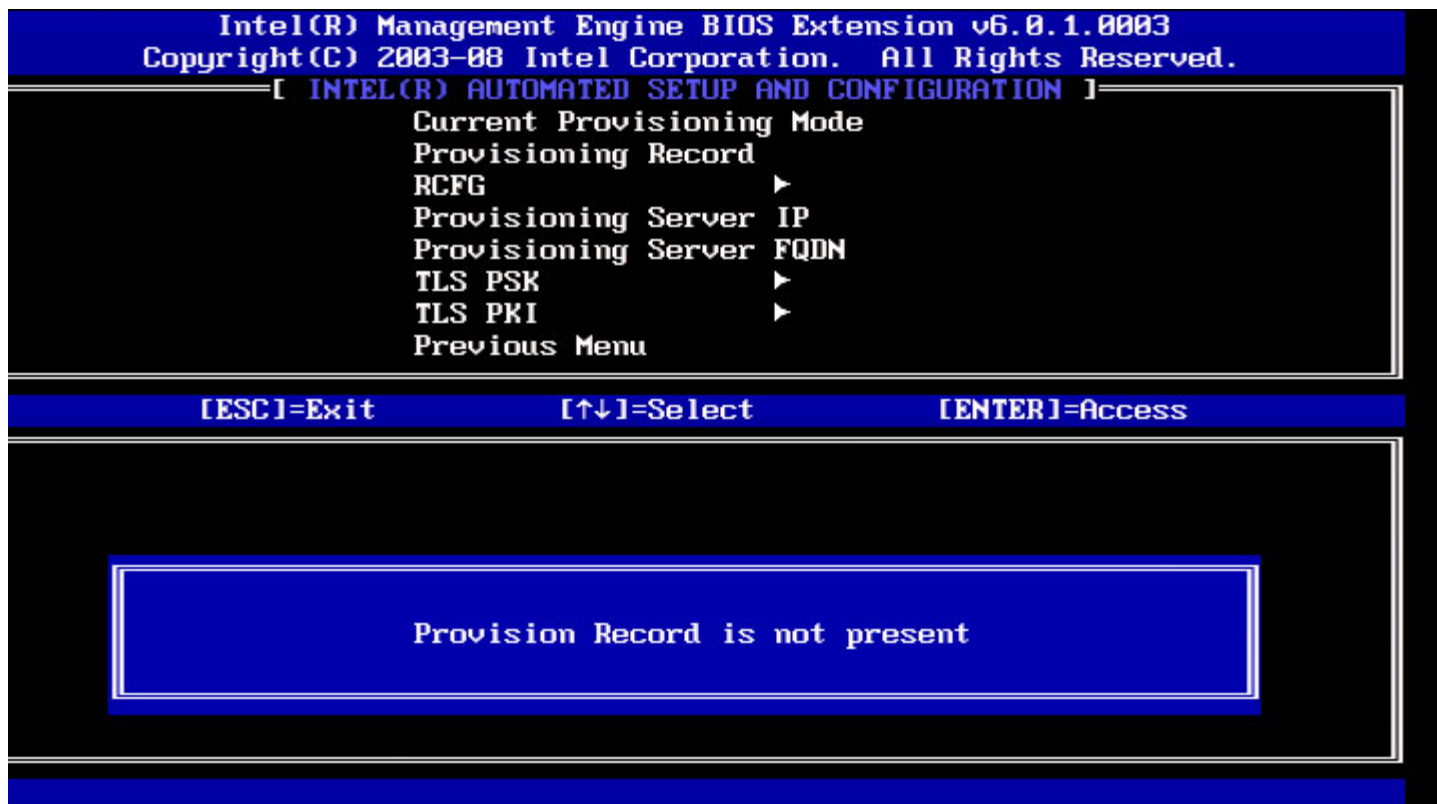 Intel(R) Management Engine BIOS Extension v6.0.1.0003
Copyright(C) 2003-08 Intel Corporation. All Rights Reserved.
[ INTEL(R) AUTOMATED SETUP AND CONFIGURATION ]
Current Provisioning Mode
Provisioning Record
RCFG ►
Provisioning Server IP
Provisioning Server FQDN
TLS PSK ►
TLS PKI ►
Previous Menu
[ESC]=Exit [↑↓]=Select [ENTER]=Access
Provision Record is not present